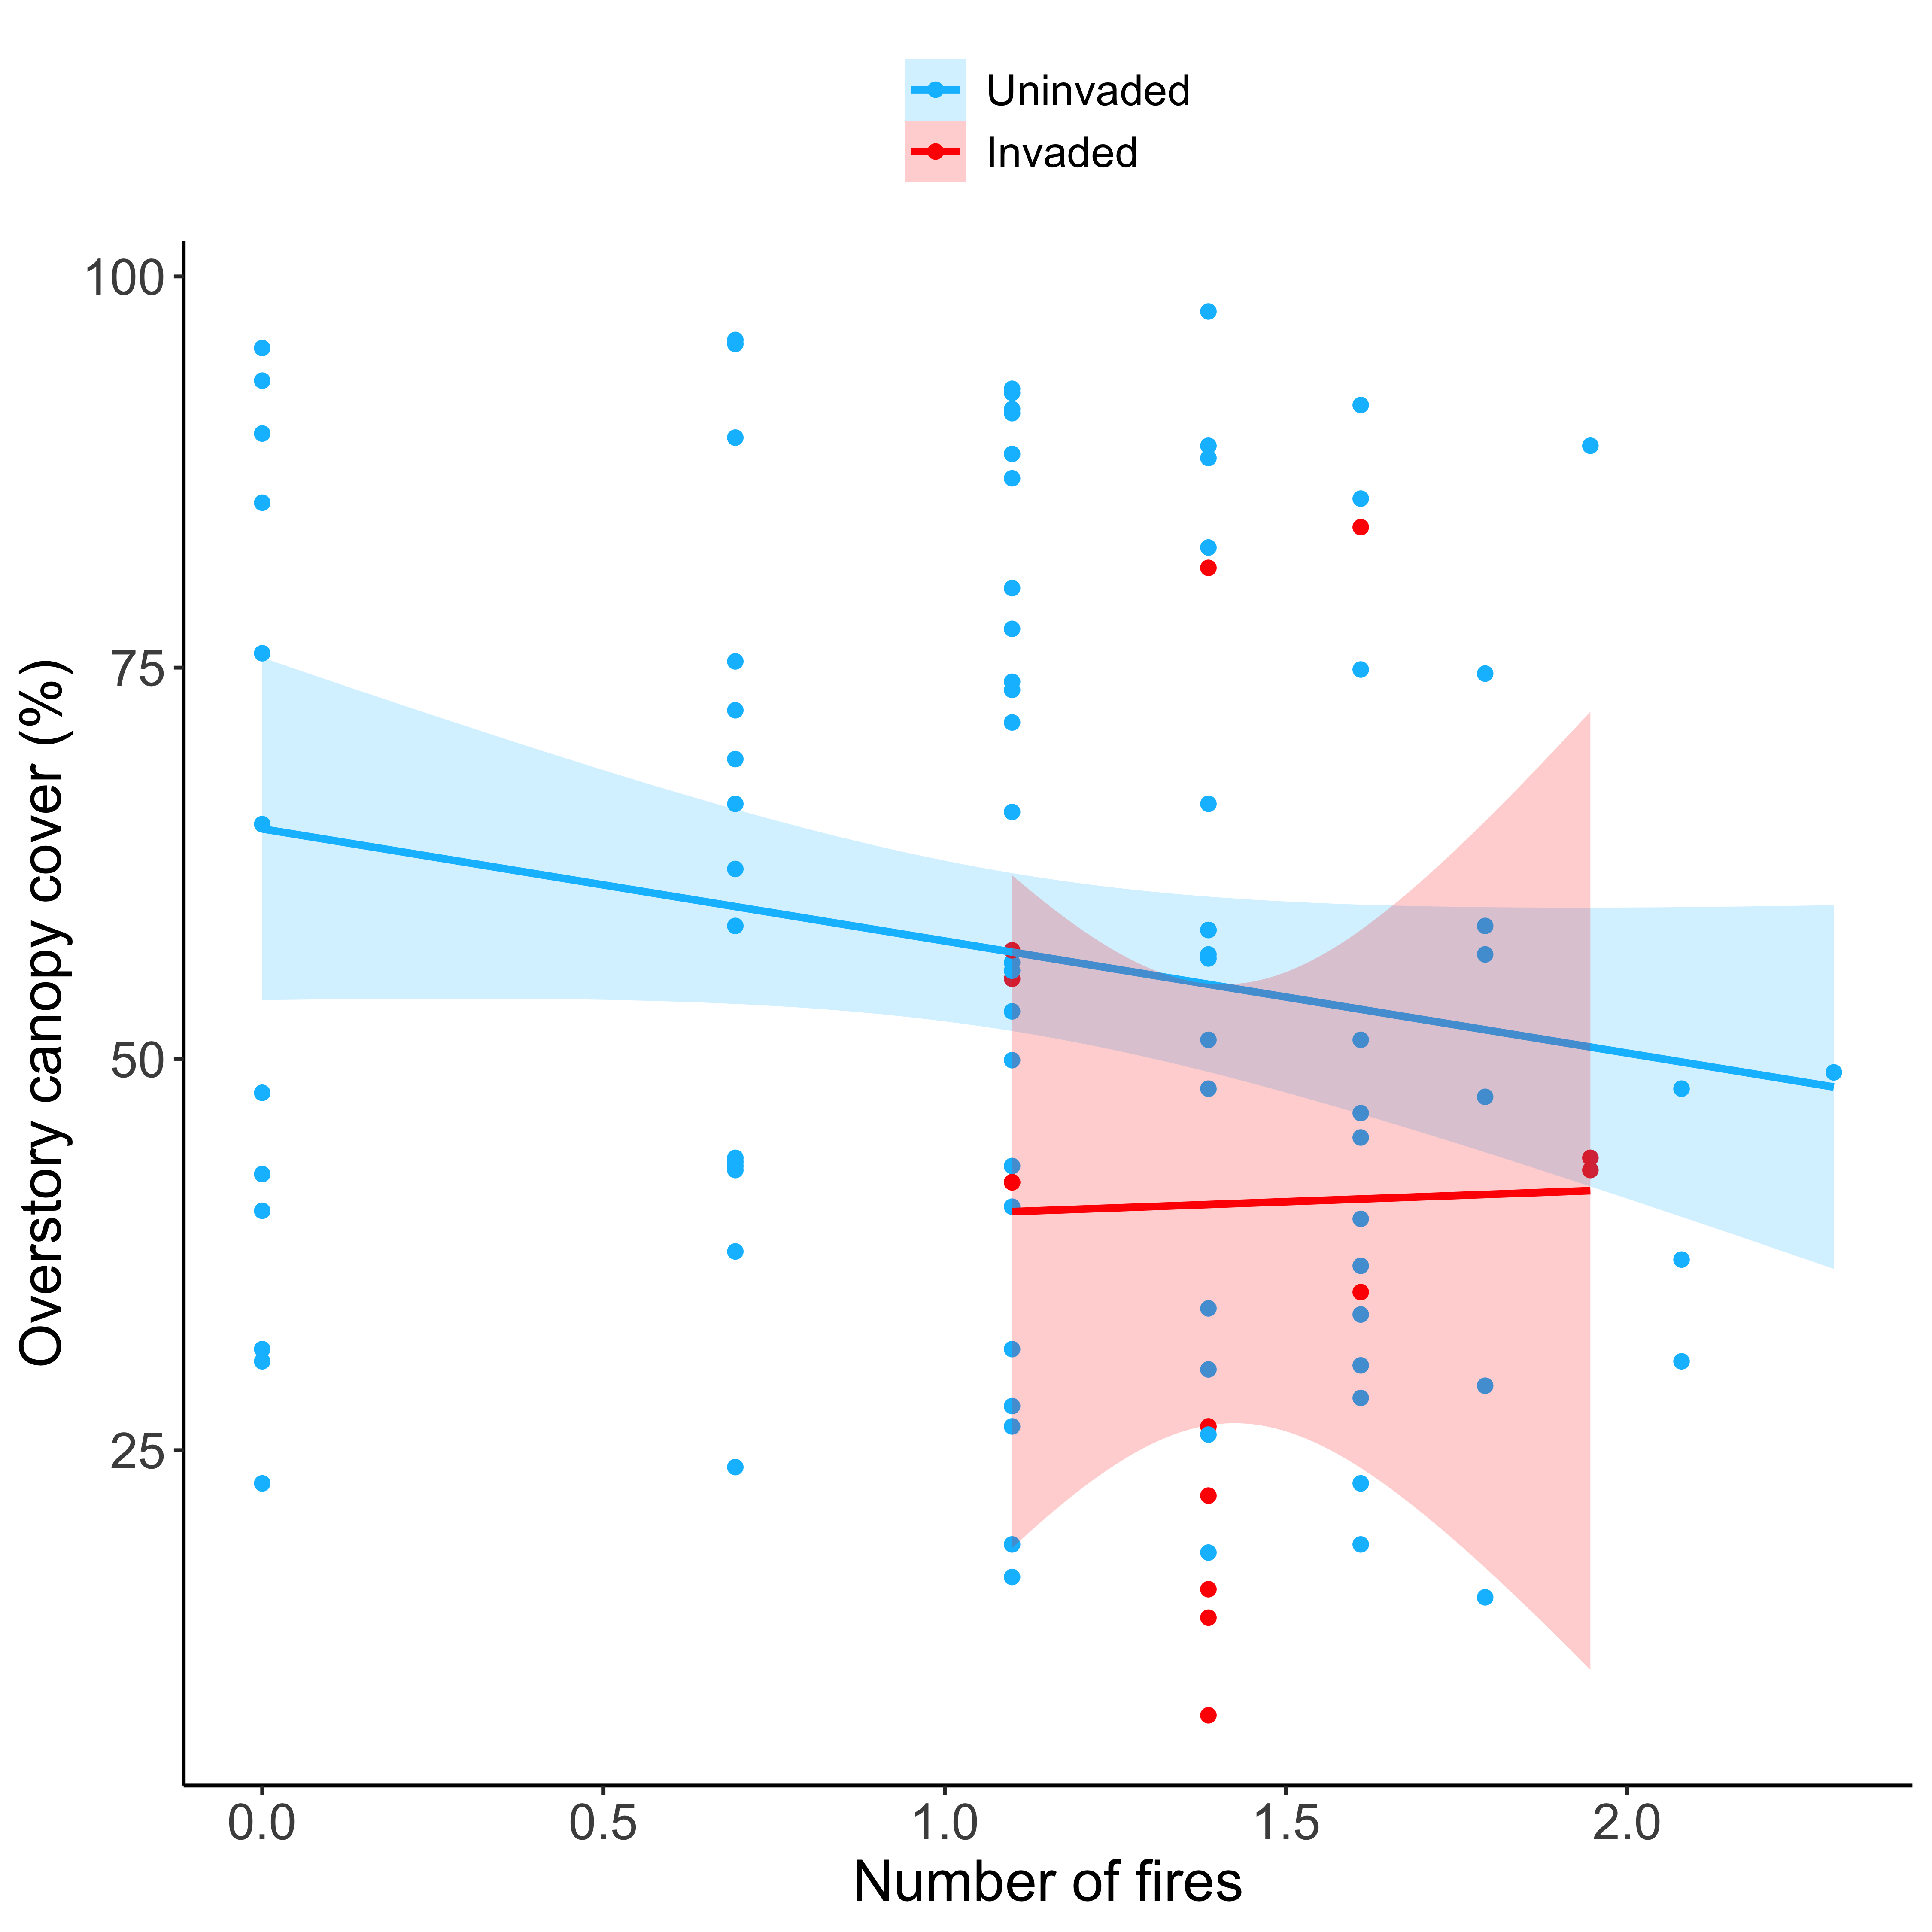 Uninvaded
Invaded
Overstory canopy cover (%)
100
75
50
25
0.0 0.5 1.0 1.5 2.0
Number of fires